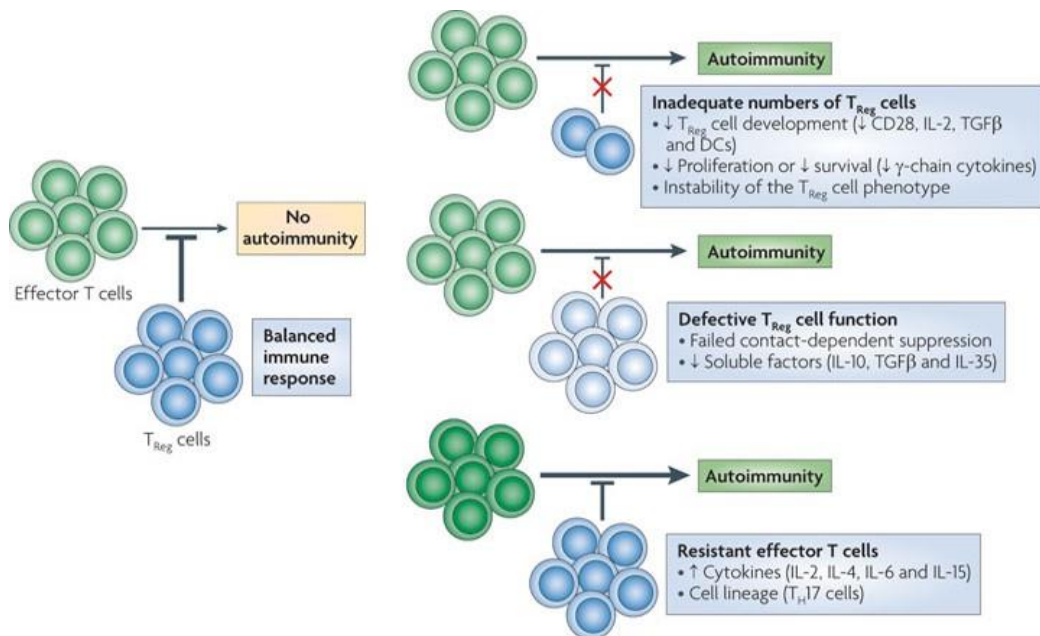 No
autoimmunity
Effector T cells
Balanced
immune
response
TReg cells
Autoimmunity
Inadequate numbers of TReg cells
• ↓ TReg cell development (↓ CD28, IL-2, TGFβ
and DCs)
• ↓ Proliferation or ↓ survival (↓ γ-chain cytokines)
• Instability of the TReg cell phenotype
Autoimmunity
Defective TReg cell function
• Failed contact-dependent suppression
• ↓ Soluble factors (IL-10, TGFβ and IL-35)
Autoimmunity
Resistant effector T cells
• ↑ Cytokines (IL-2, IL-4, IL-6 and IL-15)
• Cell lineage (TH17 cells)